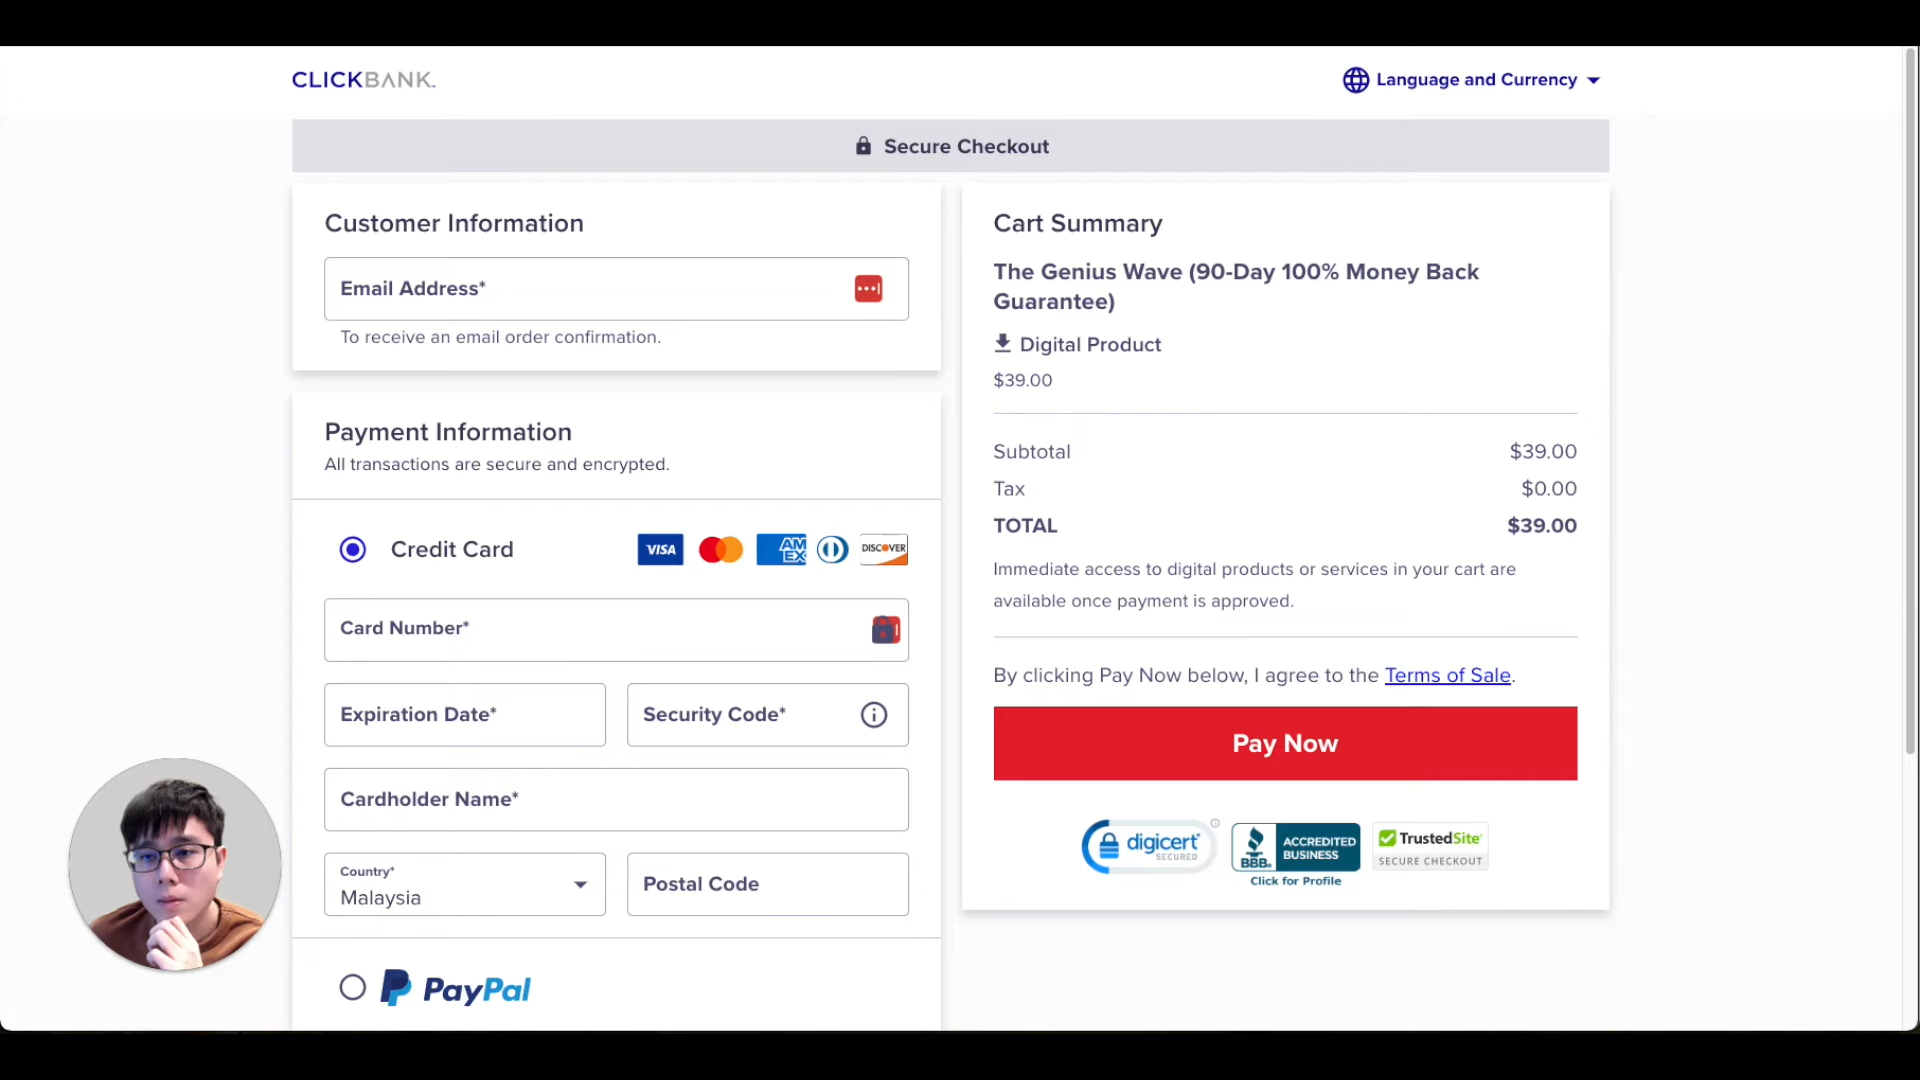 CLICKBANK.
Language and Currency
Secure Checkout
Customer Information
Email Address*
To receive an email order confirmation.
Payment Information
All transactions are secure and encrypted.
Credit Card
VISA
AM
EX
DISCOVER
Card Number*
Expiration Date*
Security Code*
Cardholder Name*
Country*
Malaysia
Postal Code
PayPal
Cart Summary
The Genius Wave (90-Day 100% Money Back
Guarantee)
Digital Product
$39.00
Subtotal $39.00
Tax $0.00
TOTAL $39.00
Immediate access to digital products or services in your cart are
available once payment is approved.
By clicking Pay Now below, I agree to the Terms of Sale.
Pay Now
digicert
SECURED
BBB.
ACCREDITED
BUSINESS
Click for Profile
TrustedSite
SECURE CHECKOUT